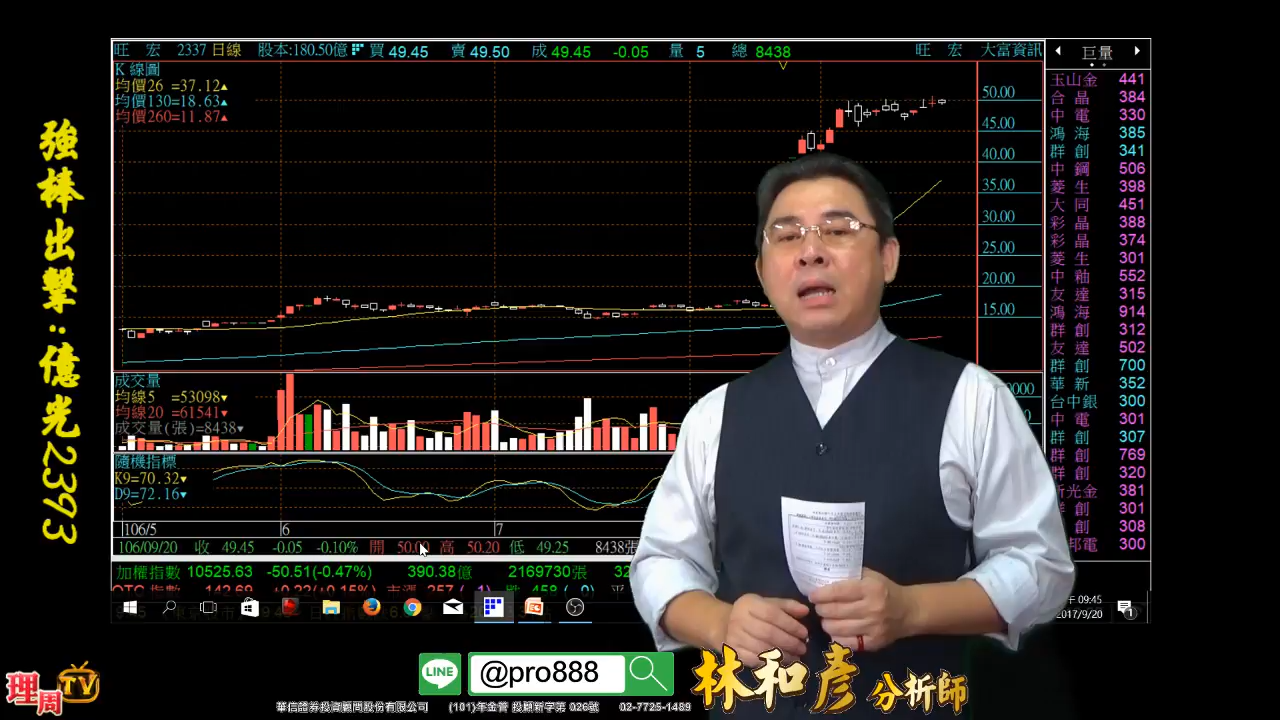 旺 宏 2337 日線 股本:180.50億 買 49.45 賣 49.50 成 49.45 -0.05 量 5 總 8438 旺 宏 大富資訊
K 線圖
均價26 =37.12
均價130=18.63
均價260=11.87
50.00
45.00
40.00
35.00
30.00
25.00
20.00
15.00
成交量
均線5 =53098
均線20 =61541
成交量(張)=8438
隨機指標
K9=70.32
D9=72.16
106/5 6 7
106/09/20 收 49.45 -0.05 -0.10% 開 50.00 高 50.20 低 49.25 8438張
加權指數 10525.63 -50.51(-0.47%) 390.38億 2169730張
巨量
玉山金 441
合 晶 384
中 電 330
鴻 海 385
群 創 341
中 鋼 506
菱 生 398
大 同 451
彩 晶 388
彩 晶 374
菱 生 301
中 釉 552
友 達 315
鴻 海 914
群 創 312
友 達 502
群 創 700
華 新 352
台中銀 300
中 電 301
群 創 307
群 創 769
群 創 320
新光金 381
創 301
創 308
邦電 300
09:45
2017/9/20
強棒出擊:億光2393
理周TV
LINE @pro888
林和彥 分析師
華信證券投資顧問股份有限公司 (101)年金管 投顧新字第 026號 02-7725-1489